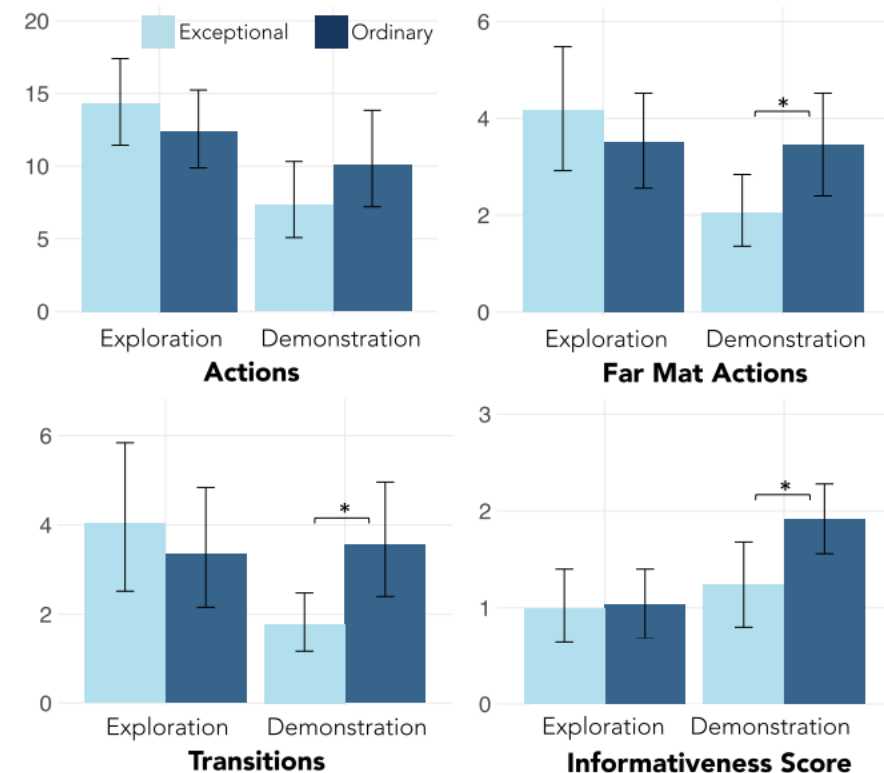 20
15
10
5
0
Exceptional
Ordinary
Exploration
Demonstration
Actions
6
4
2
0
*
Exploration
Demonstration
Far Mat Actions
6
4
2
0
*
Exploration
Demonstration
Transitions
3
2
1
0
*
Exploration
Demonstration
Informativeness Score